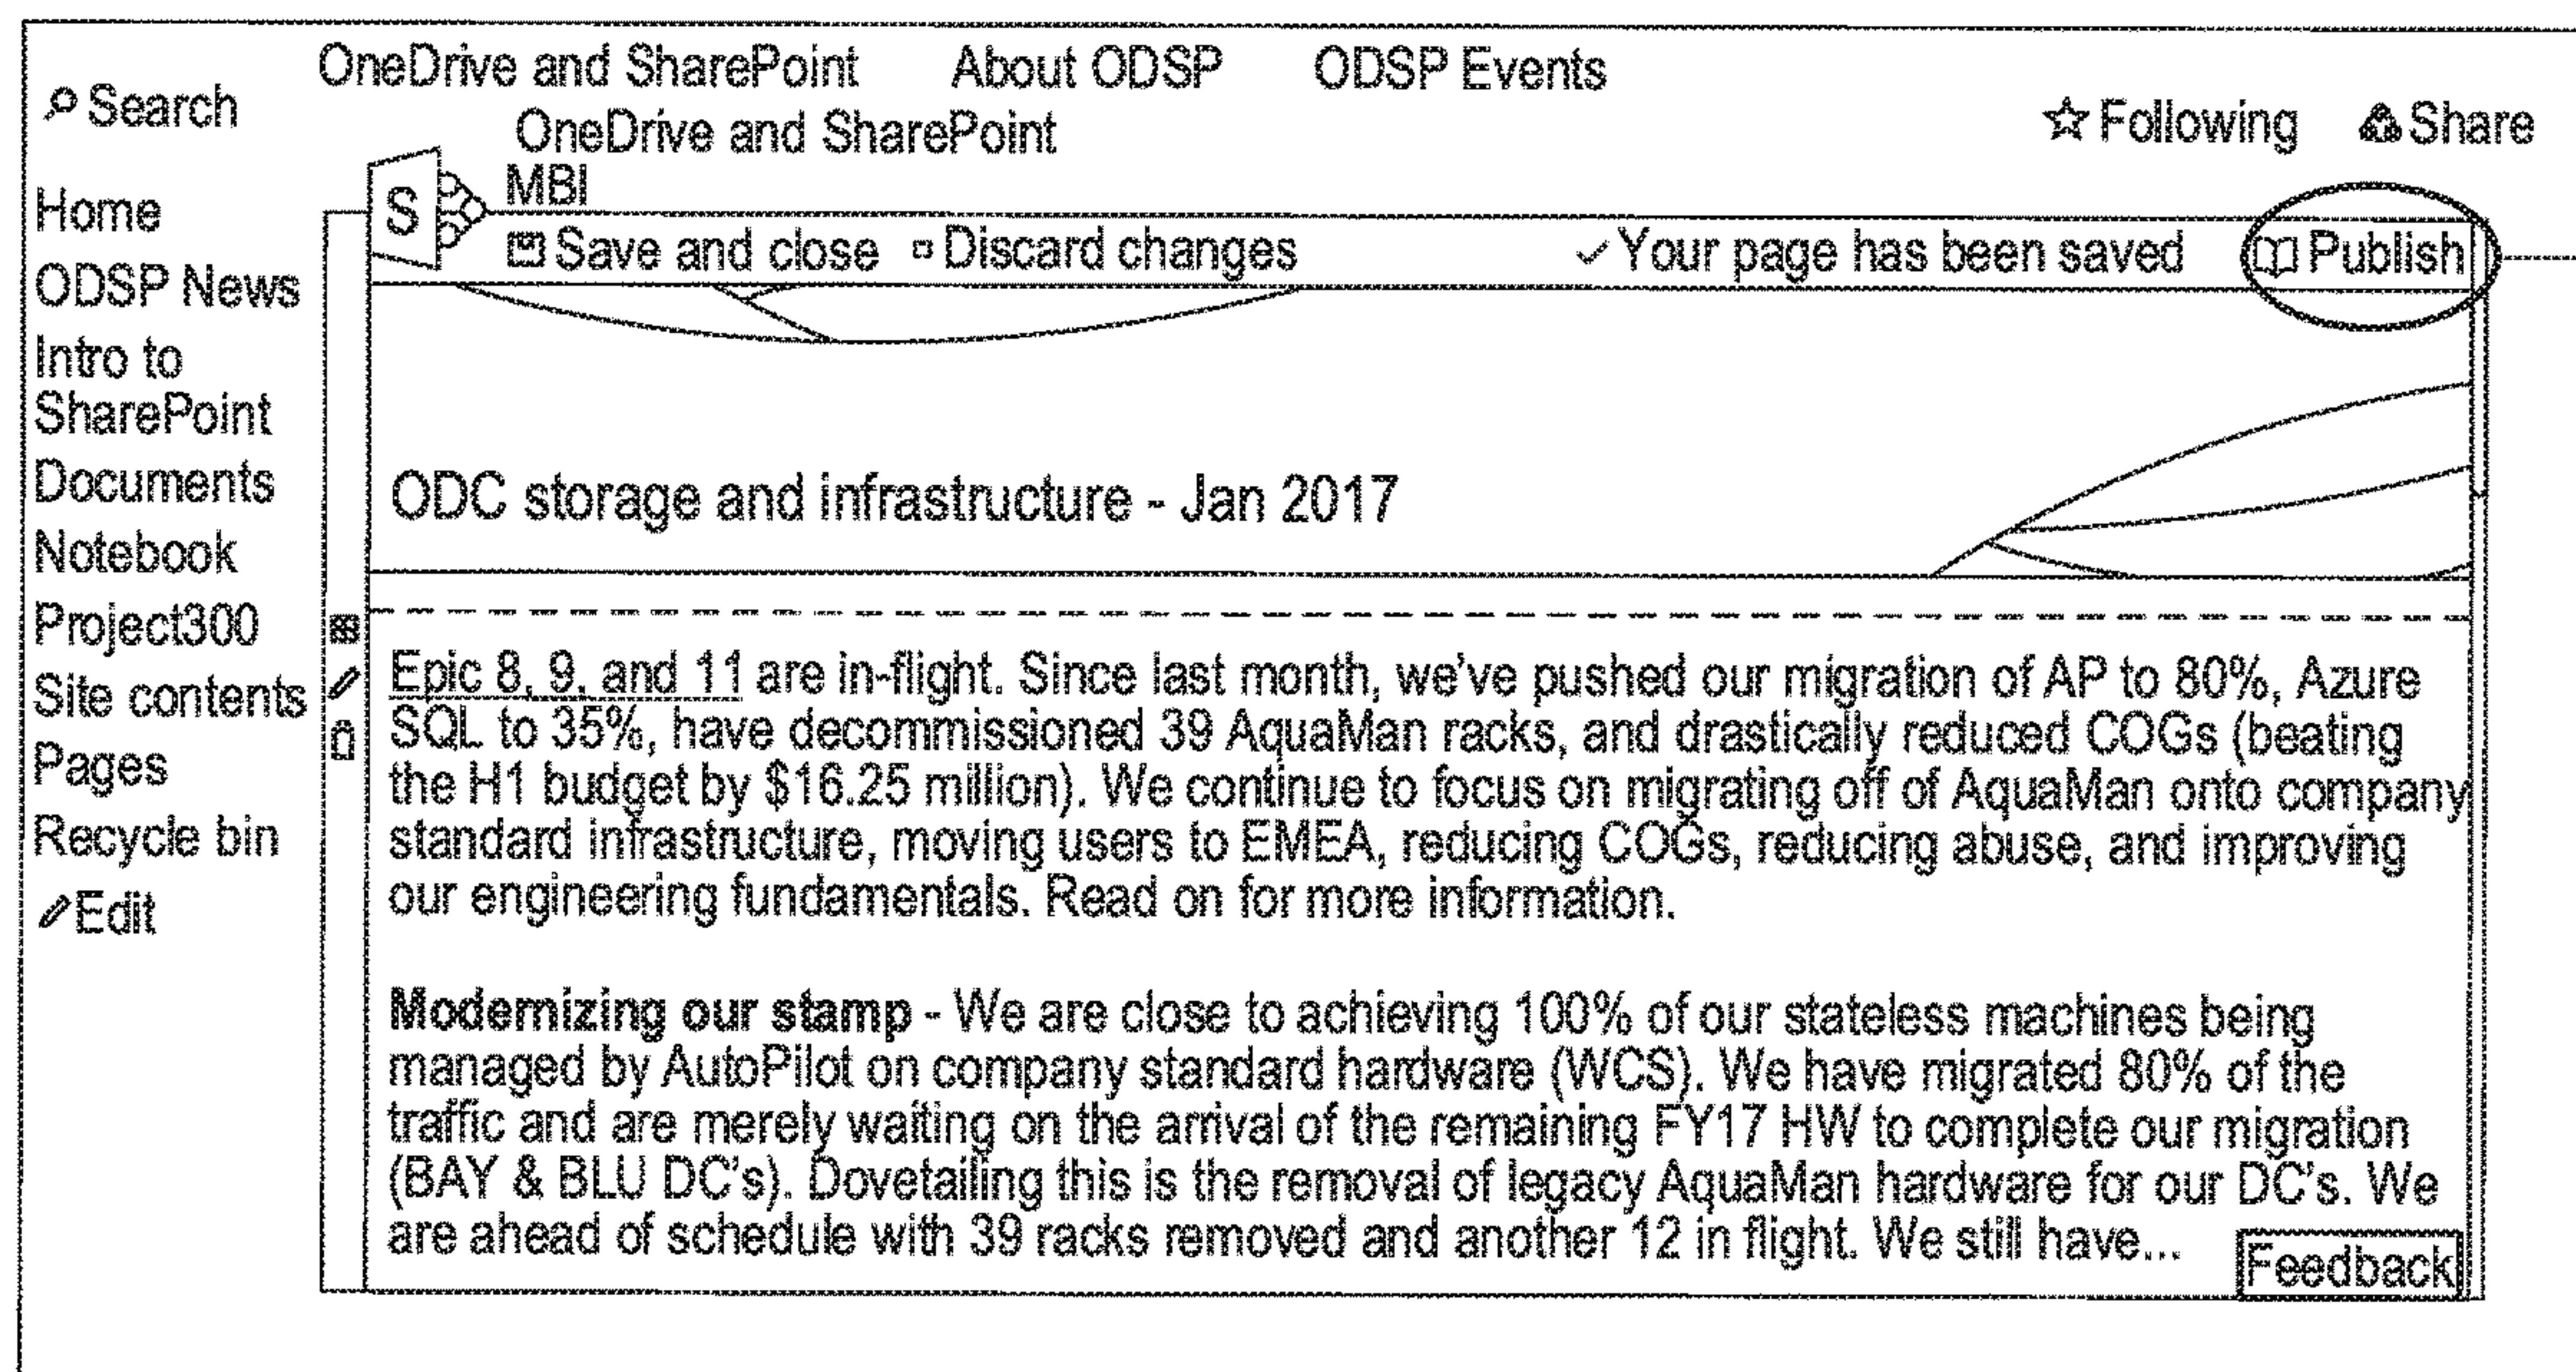 OneDrive and SharePoint About ODSP ODSP Events
Search
OneDrive and SharePoint
Following Share
MBI
S
Save and close Discard changes Your page has been saved Publish
Home
ODSP News
Intro to
SharePoint
Documents
Notebook
Project300
Site contents
Pages
Recycle bin
Edit
ODC storage and infrastructure - Jan 2017
Epic 8, 9, and 11 are in-flight. Since last month, we've pushed our migration of AP to 80%, Azure
SQL to 35%, have decommissioned 39 AquaMan racks, and drastically reduced COGs (beating
the H1 budget by $16.25 million). We continue to focus on migrating off of AquaMan onto company
standard infrastructure, moving users to EMEA, reducing COGs, reducing abuse, and improving
our engineering fundamentals. Read on for more information.
Modernizing our stamp - We are close to achieving 100% of our stateless machines being
managed by AutoPilot on company standard hardware (WCS). We have migrated 80% of the
traffic and are merely waiting on the arrival of the remaining FY17 HW to complete our migration
(BAY & BLU DC's). Dovetailing this is the removal of legacy AquaMan hardware for our DC's. We
are ahead of schedule with 39 racks removed and another 12 in flight. We still have...
Feedback